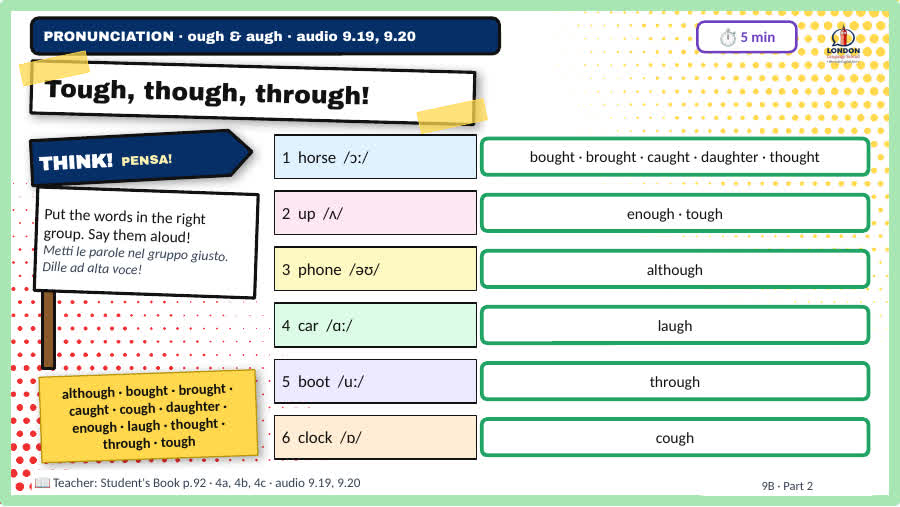 PRONUNCIATION · ough & augh · audio 9.19, 9.20
⏱️ 5 min
LONDON
Tough, though, through!
THINK! PENSA!
Put the words in the right
group. Say them aloud!
Metti le parole nel gruppo giusto.
Dille ad alta voce!
although · bought · brought ·
caught · cough · daughter ·
enough · laugh · thought ·
through · tough
1 horse /ɔː/
bought · brought · caught · daughter · thought
2 up /ʌ/
enough · tough
3 phone /əʊ/
although
4 car /ɑː/
laugh
5 boot /uː/
through
6 clock /ɒ/
cough
📖 Teacher: Student's Book p.92 · 4a, 4b, 4c · audio 9.19, 9.20
9B · Part 2